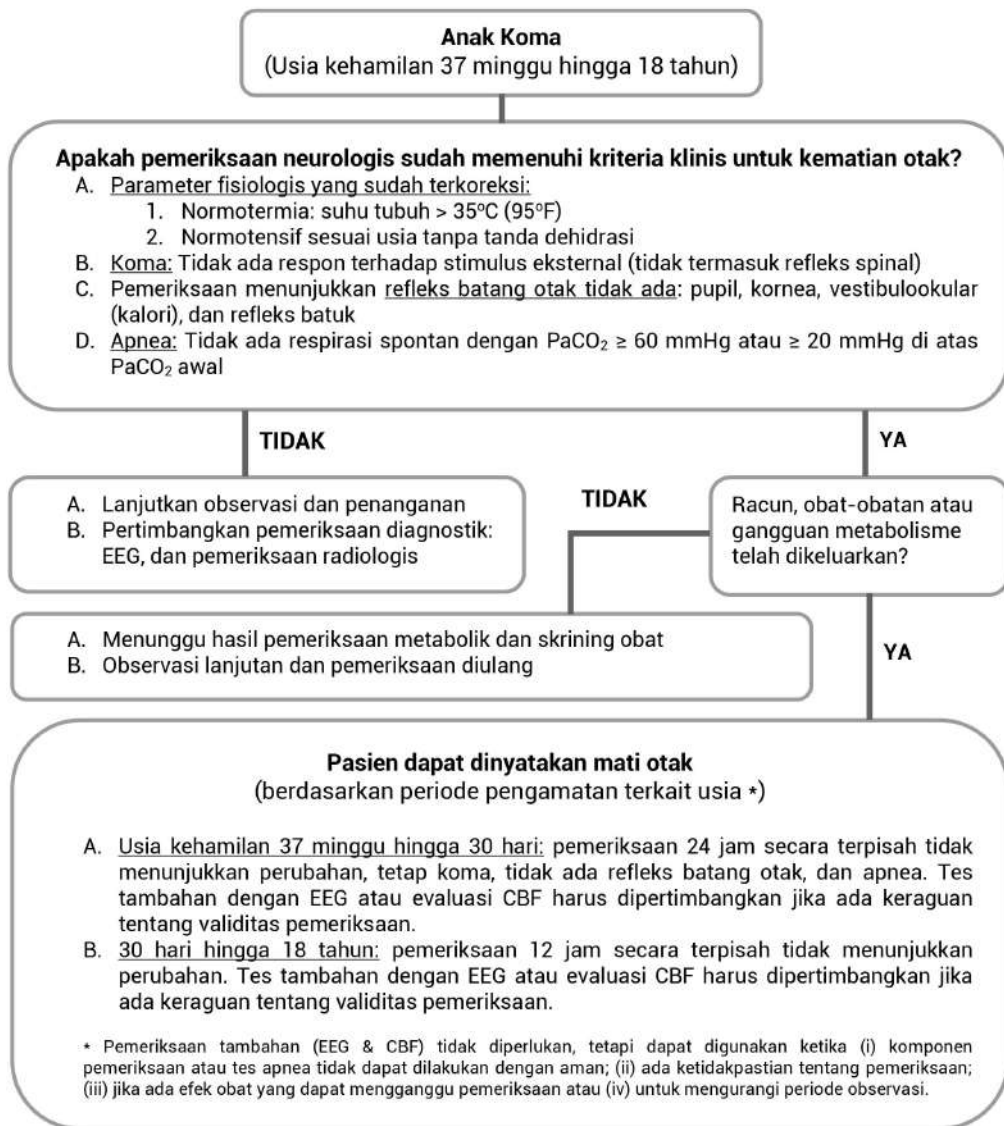 Anak Koma
(Usia kehamilan 37 minggu hingga 18 tahun)
Apakah pemeriksaan neurologis sudah memenuhi kriteria klinis untuk kematian otak?
A. Parameter fisiologis yang sudah terkoreksi:
1. Normotermia: suhu tubuh > 35ºC (95ºF)
2. Normotensif sesuai usia tanpa tanda dehidrasi
B. Koma: Tidak ada respon terhadap stimulus eksternal (tidak termasuk refleks spinal)
C. Pemeriksaan menunjukkan refleks batang otak tidak ada: pupil, kornea, vestibulookular
(kalori), dan refleks batuk
D. Apnea: Tidak ada respirasi spontan dengan PaCO₂ ≥ 60 mmHg atau ≥ 20 mmHg di atas
PaCO₂ awal
TIDAK
YA
A. Lanjutkan observasi dan penanganan
B. Pertimbangkan pemeriksaan diagnostik:
EEG, dan pemeriksaan radiologis
TIDAK
Racun, obat-obatan atau
gangguan metabolisme
telah dikeluarkan?
A. Menunggu hasil pemeriksaan metabolik dan skrining obat
B. Observasi lanjutan dan pemeriksaan diulang
YA
Pasien dapat dinyatakan mati otak
(berdasarkan periode pengamatan terkait usia *)
A. Usia kehamilan 37 minggu hingga 30 hari: pemeriksaan 24 jam secara terpisah tidak
menunjukkan perubahan, tetap koma, tidak ada refleks batang otak, dan apnea. Tes
tambahan dengan EEG atau evaluasi CBF harus dipertimbangkan jika ada keraguan
tentang validitas pemeriksaan.
B. 30 hari hingga 18 tahun: pemeriksaan 12 jam secara terpisah tidak menunjukkan
perubahan. Tes tambahan dengan EEG atau evaluasi CBF harus dipertimbangkan jika
ada keraguan tentang validitas pemeriksaan.
* Pemeriksaan tambahan (EEG & CBF) tidak diperlukan, tetapi dapat digunakan ketika (i) komponen
pemeriksaan atau tes apnea tidak dapat dilakukan dengan aman; (ii) ada ketidakpastian tentang pemeriksaan;
(iii) jika ada efek obat yang dapat mengganggu pemeriksaan atau (iv) untuk mengurangi periode observasi.